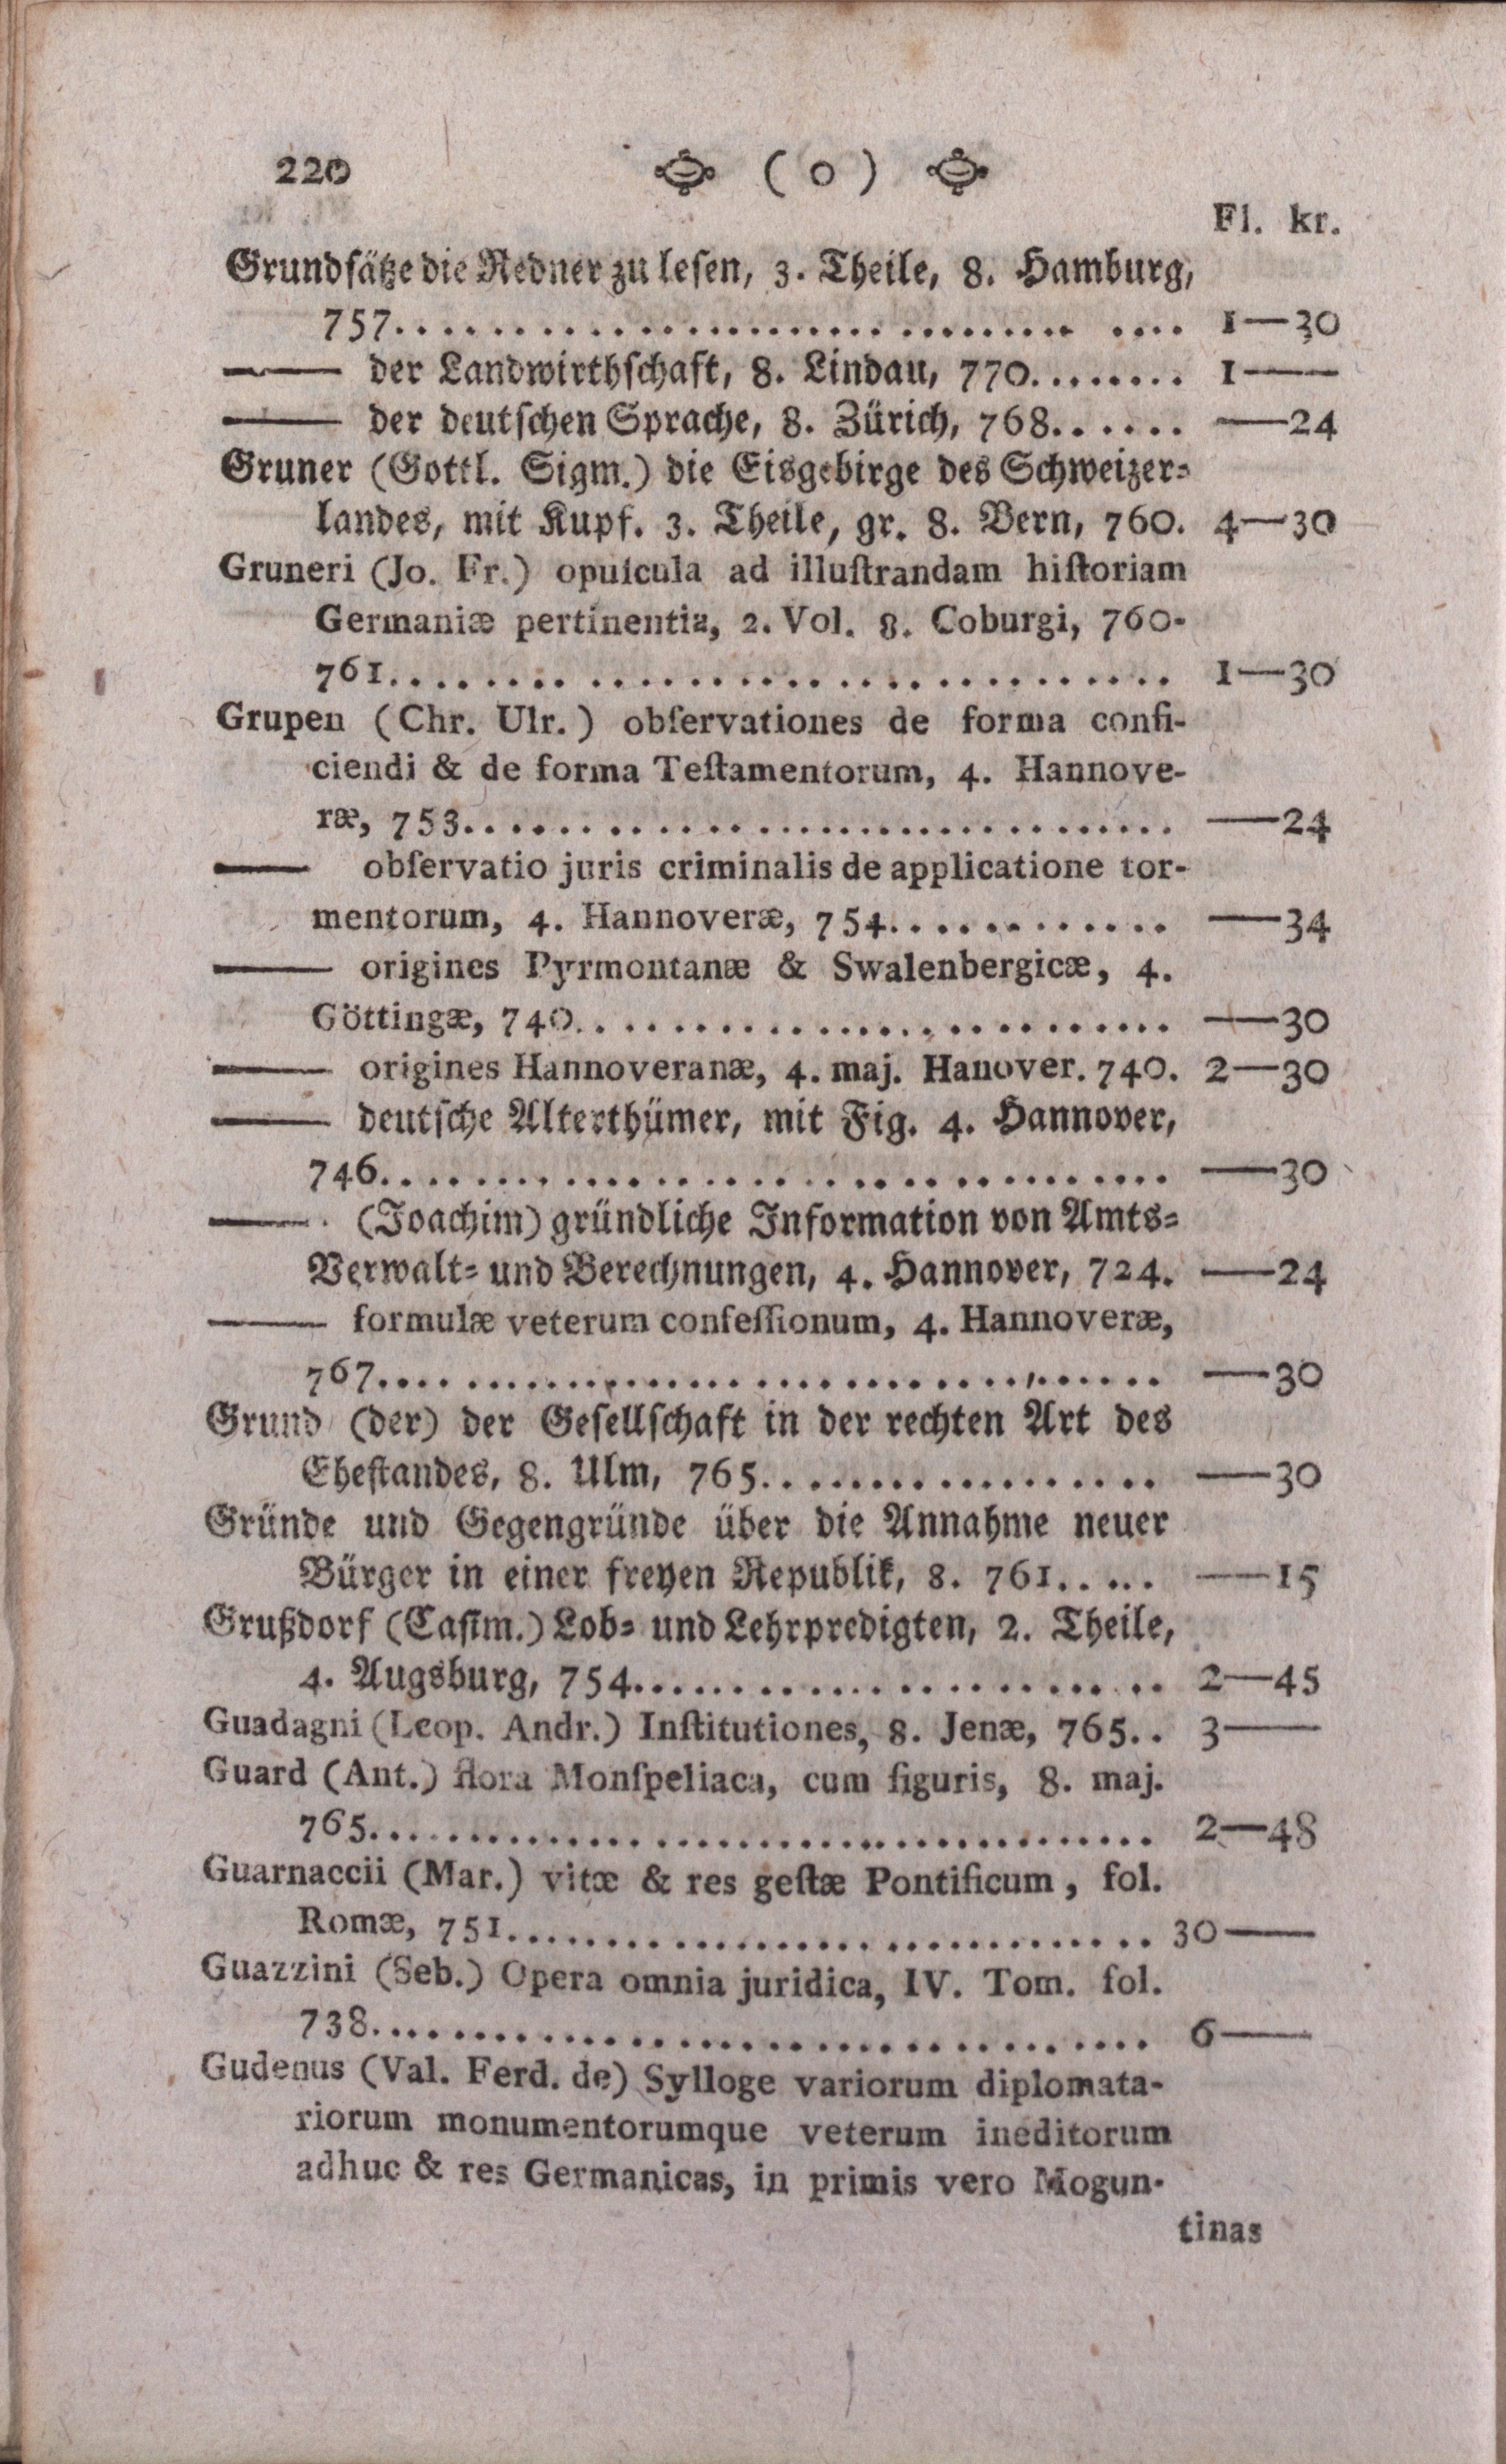 220 ( o )
Fl. kr.
Grundsätze die Redner zu lesen, 3. Theile, 8. Hamburg,
757........................................ 1—30
—— der Landwirthschaft, 8. Lindau, 770........ 1——
—— der deutschen Sprache, 8. Zürich, 768...... —24
Gruner (Gottl. Sigm.) die Eisgebirge des Schweizer-
landes, mit Kupf. 3. Theile, gr. 8. Bern, 760. 4—30
Gruneri (Jo. Fr.) opuſcula ad illuſtrandam hiſtoriam
Germaniæ pertinentia, 2. Vol. 8. Coburgi, 760-
761................................... 1—30
Grupen (Chr. Ulr.) obſervationes de forma confi-
ciendi & de forma Teſtamentorum, 4. Hannove-
ræ, 753............................... —24
—— obſervatio juris criminalis de applicatione tor-
mentorum, 4. Hannoveræ, 754............ —34
—— origines Pyrmontanæ & Swalenbergicæ, 4.
Göttingæ, 740.......................... —30
—— origines Hannoveranæ, 4. maj. Hanover. 740. 2—30
—— deutsche Alterthümer, mit Fig. 4. Hannover,
746................................... —30
—— (Joachim) gründliche Information von Amts-
Verwalt- und Berechnungen, 4. Hannover, 724. —24
—— formulæ veterum confeſſionum, 4. Hannoveræ,
767................................... —30
Grund (der) der Gesellschaft in der rechten Art des
Ehestandes, 8. Ulm, 765................. —30
Gründe und Gegengründe über die Annahme neuer
Bürger in einer freyen Republik, 8. 761..... —15
Grußdorf (Casim.) Lob- und Lehrpredigten, 2. Theile,
4. Augsburg, 754........................ 2—45
Guadagni (Leop. Andr.) Inſtitutiones, 8. Jenæ, 765.. 3——
Guard (Ant.) flora Monſpeliaca, cum figuris, 8. maj.
765................................... 2—48
Guarnaccii (Mar.) vitæ & res geſtæ Pontificum, fol.
Romæ, 751............................. 30——
Guazzini (Seb.) Opera omnia juridica, IV. Tom. fol.
738................................... 6——
Gudenus (Val. Ferd. de) Sylloge variorum diplomata-
riorum monumentorumque veterum ineditorum
adhuc & res Germanicas, in primis vero Mogun-
tinas